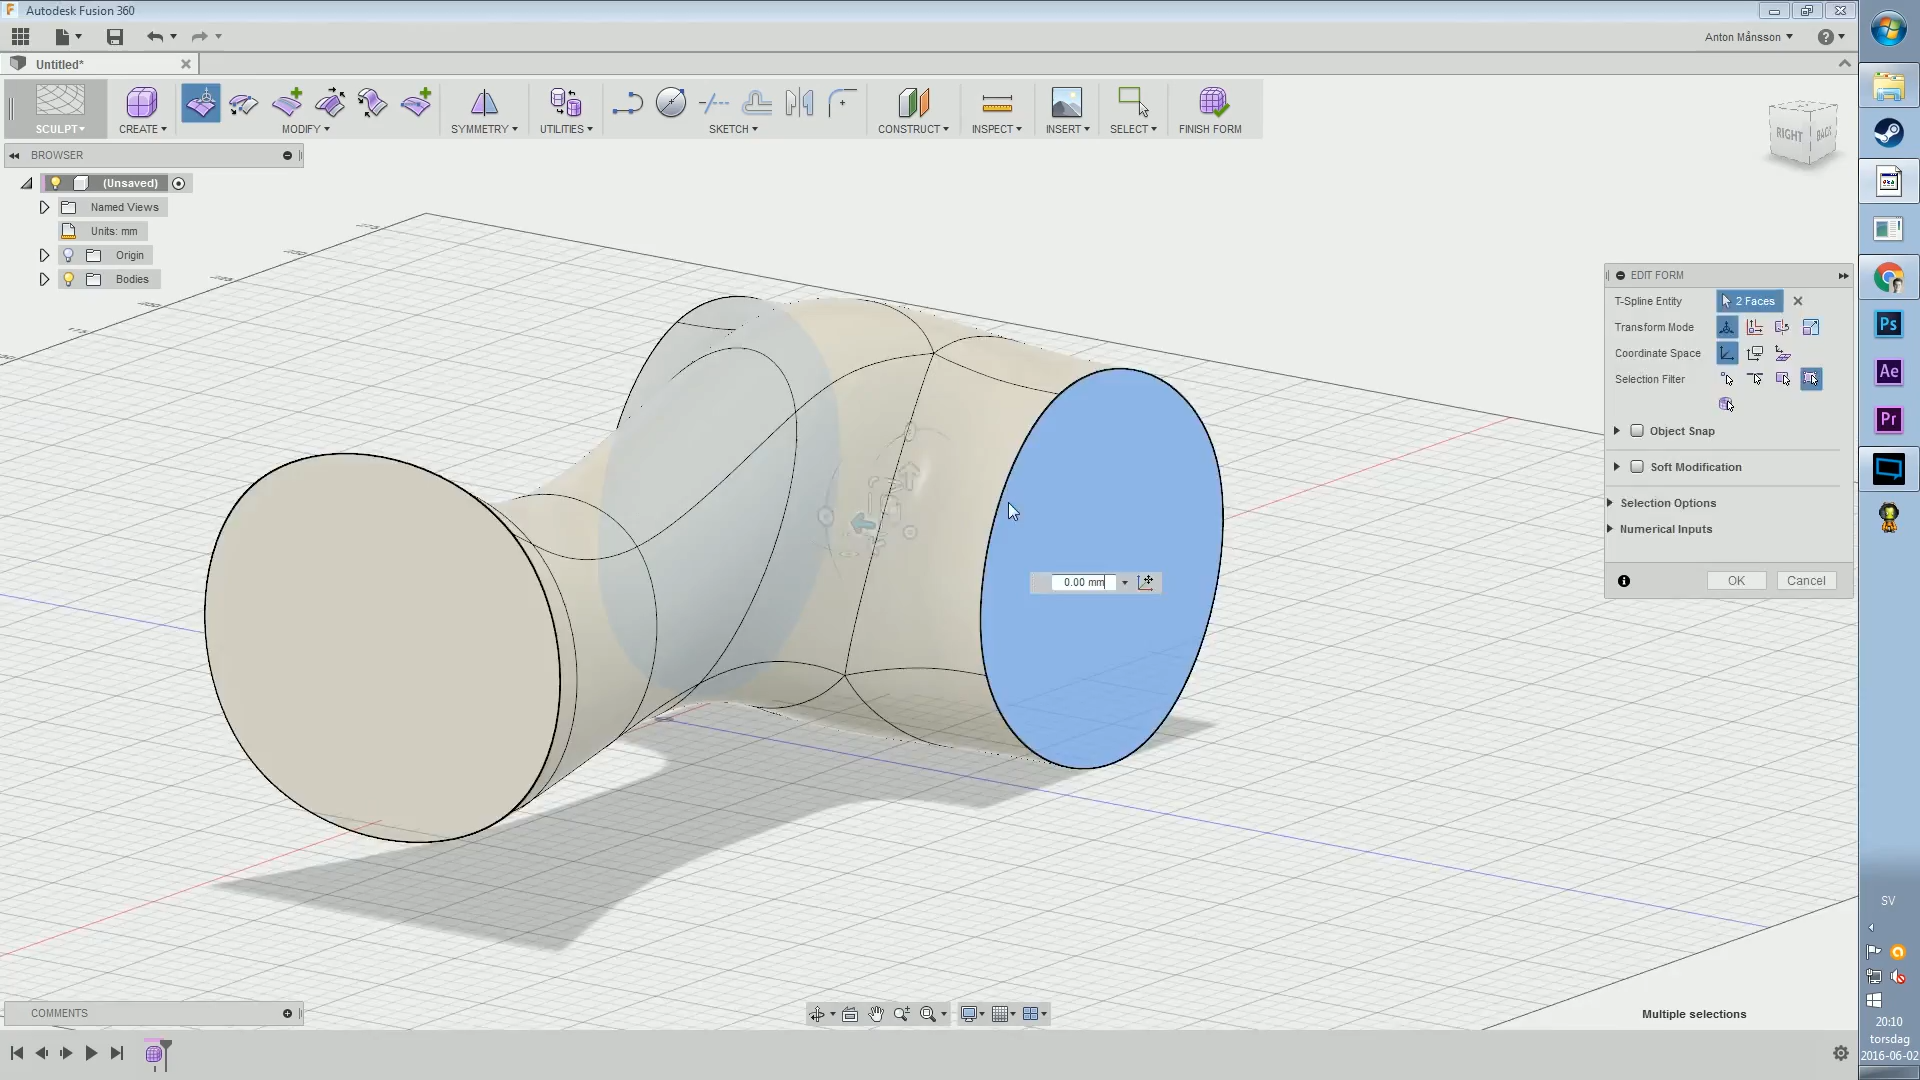 Autodesk Fusion 360
Anton Månsson
Untitled*
SCULPT
CREATE
MODIFY
SYMMETRY
UTILITIES
SKETCH
CONSTRUCT
INSPECT
INSERT
SELECT
FINISH FORM
RIGHT
BACK
BROWSER
(Unsaved)
Named Views
Units: mm
Origin
Bodies
EDIT FORM
T-Spline Entity
2 Faces
Transform Mode
Coordinate Space
Selection Filter
Object Snap
Soft Modification
Selection Options
Numerical Inputs
OK
Cancel
0.00 mm
Ps
Ae
Pr
SV
COMMENTS
Multiple selections
20:10
torsdag
2016-06-02